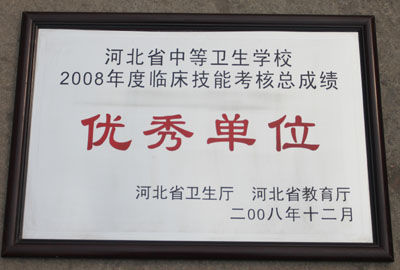 河北省中等卫生学校
2008年度临床技能考核总成绩
优秀单位
河北省卫生厅 河北省教育厅
二00八年十二月